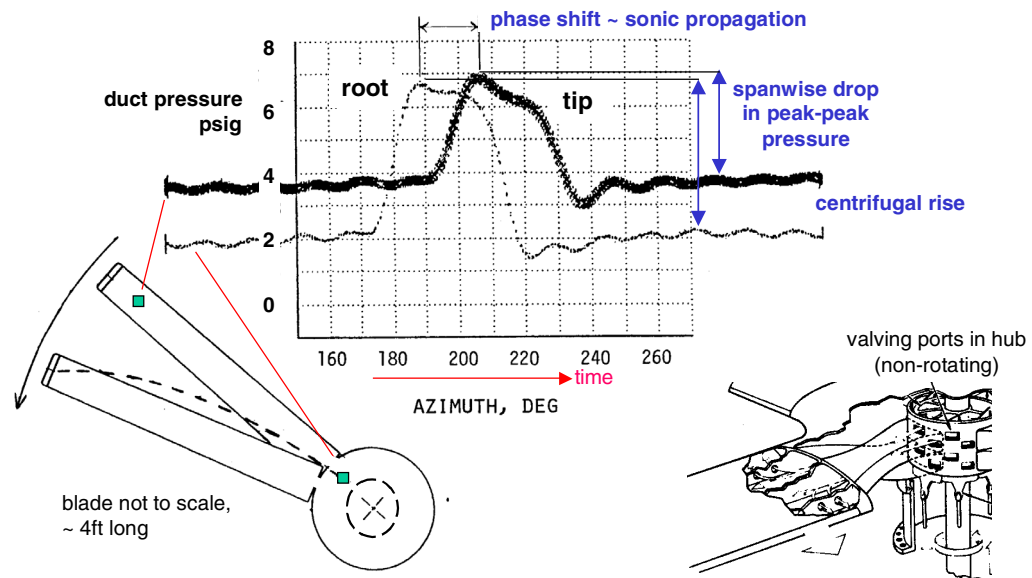 phase shift ~ sonic propagation
8
6
4
2
0
duct pressure
psig
root
tip
spanwise drop
in peak-peak
pressure
centrifugal rise
160 180 200 220 240 260
time
AZIMUTH, DEG
valving ports in hub
(non-rotating)
blade not to scale,
~ 4ft long